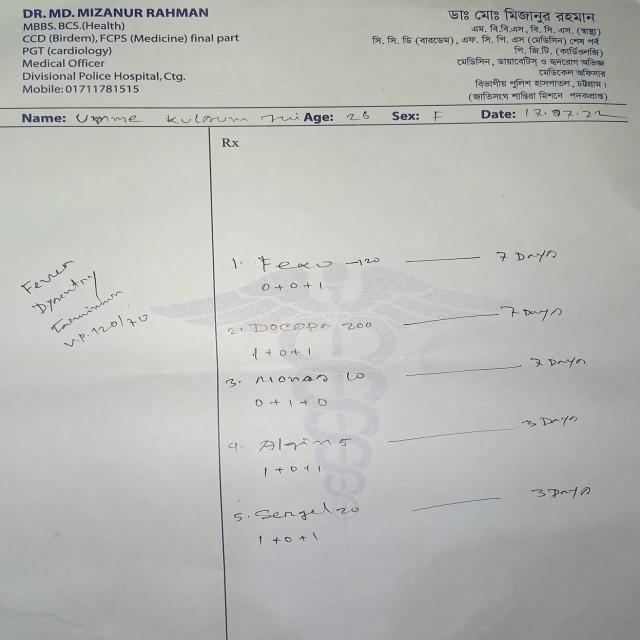 DR. MD. MIZANUR RAHMAN
MBBS. BCS.(Health)
CCD (Birdem), FCPS (Medicine) final part
PGT (cardiology)
Medical Officer
Divisional Police Hospital, Ctg.
Mobile: 01711781515
ডাঃ মোঃ মিজানুর রহমান
এম. বি.বি.এস, বি. সি. এস. (স্বাস্থ্য)
সি. সি. ডি (বারডেম), এফ. সি. পি. এস (মেডিসিন) শেষ পর্ব
পি. জি.টি. (কার্ডিওলজি)
মেডিসিন, ডায়াবেটিস্ ও হৃদরোগ অভিজ্ঞ
মেডিকেল অফিসার
বিভাগীয় পুলিশ হাসপাতাল, চট্টগ্রাম।
(জাতিসংঘ শান্তিরক্ষা মিশনে পদকপ্রাপ্ত)
Name: Umme Kulsum Age: 26 Sex: F Date: 17.07.22
Rx
Fever
Dysentry
120/70
1. Fexo -120 7 Days
0+0+1
2. Docopa 200 7 Days
1+0+1
3. Monas 10 7 Days
0+1+0
4. Algin 5 3 Days
1+0+1
5. Sergel 20 3 Days
1+0+1